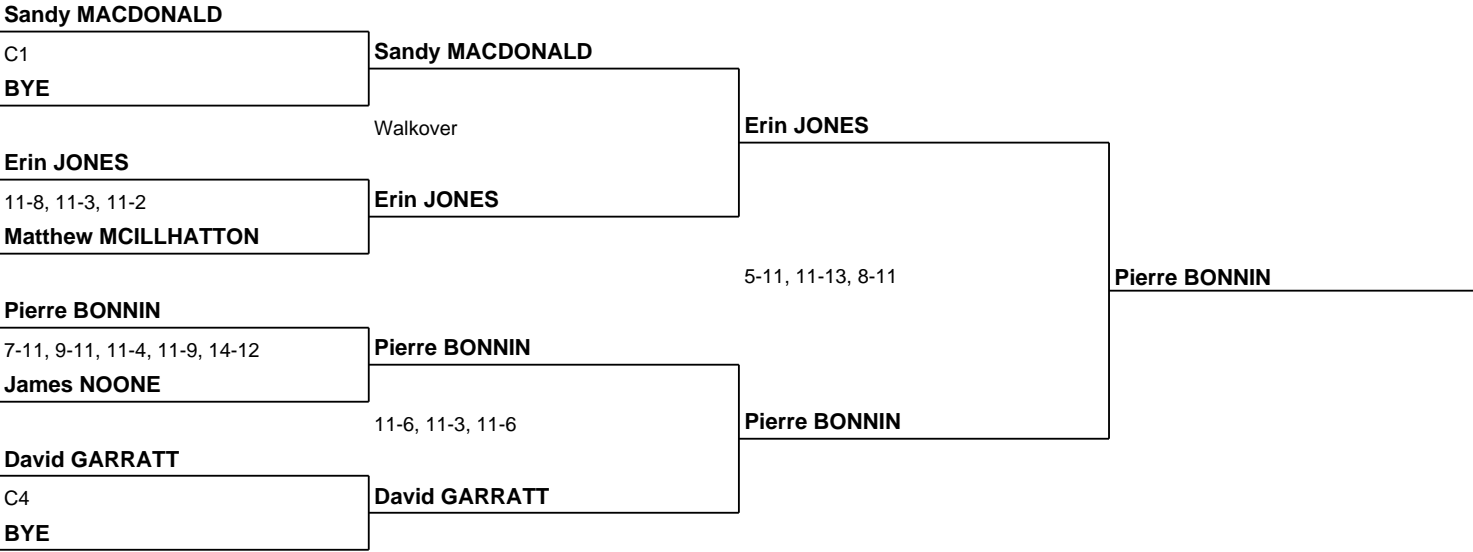 Sandy MACDONALD
C1
BYE
Sandy MACDONALD
Walkover
Erin JONES
Erin JONES
11-8, 11-3, 11-2
Matthew MCILLHATTON
Erin JONES
5-11, 11-13, 8-11
Pierre BONNIN
Pierre BONNIN
7-11, 9-11, 11-4, 11-9, 14-12
James NOONE
Pierre BONNIN
11-6, 11-3, 11-6
Pierre BONNIN
David GARRATT
C4
BYE
David GARRATT